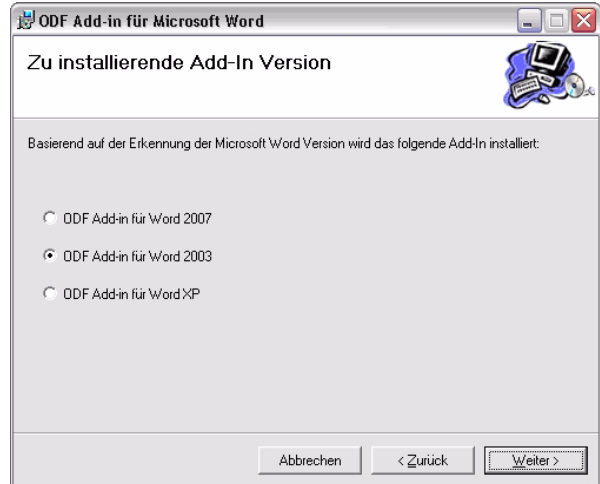 ODF Add-in für Microsoft Word
Zu installierende Add-In Version
Basierend auf der Erkennung der Microsoft Word Version wird das folgende Add-In installiert:
ODF Add-in für Word 2007
ODF Add-in für Word 2003
ODF Add-in für Word XP
Abbrechen
< Zurück
Weiter >